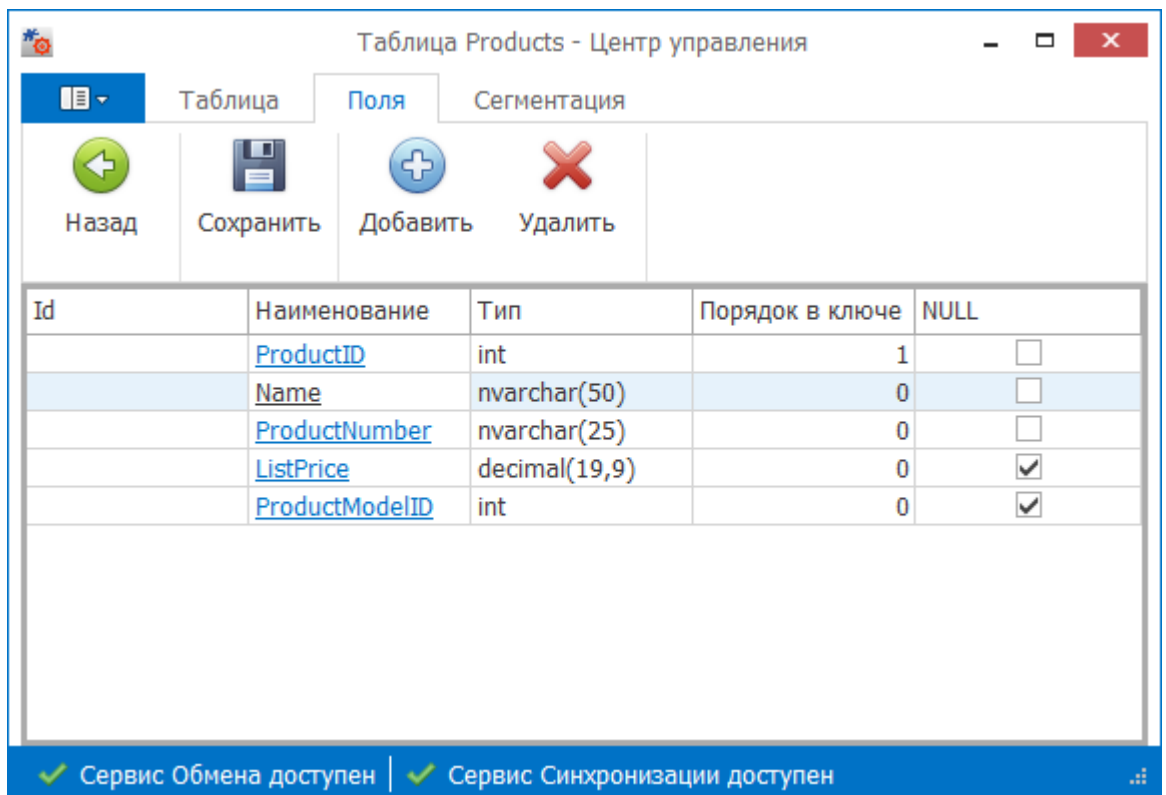 Таблица Products - Центр управления
Таблица Поля Сегментация
Назад Сохранить Добавить Удалить
Id Наименование Тип Порядок в ключе NULL
ProductID int 1
Name nvarchar(50) 0
ProductNumber nvarchar(25) 0
ListPrice decimal(19,9) 0
ProductModelID int 0
Сервис Обмена доступен Сервис Синхронизации доступен